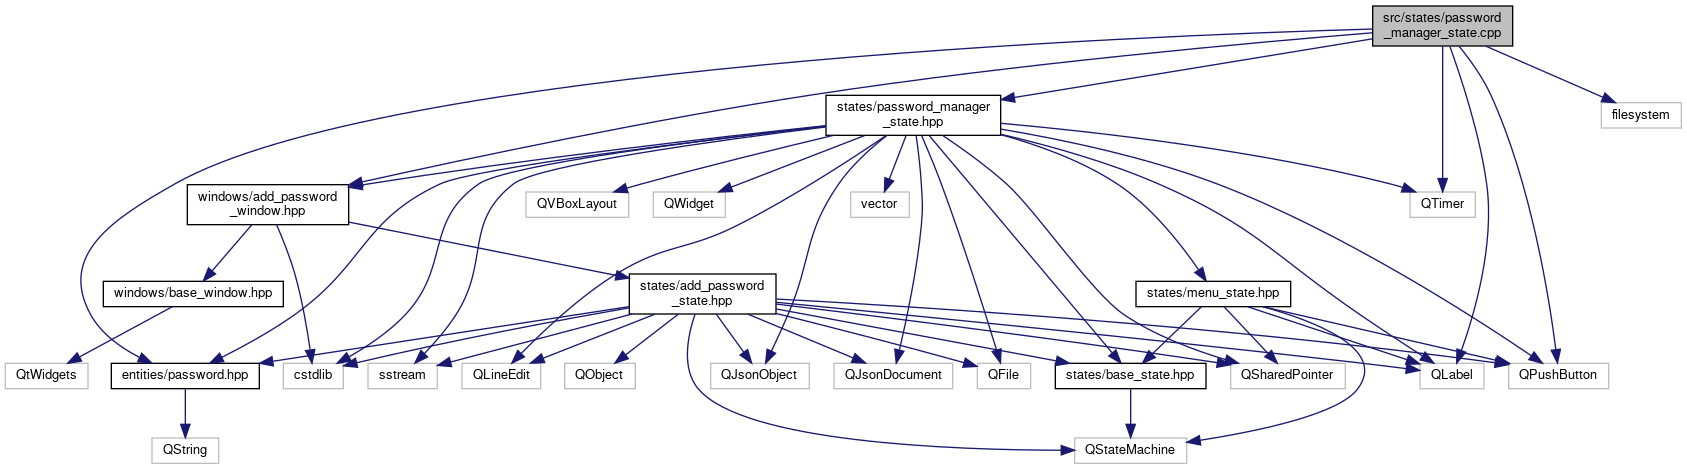 src/states/password
_manager_state.cpp
states/password_manager
_state.hpp
filesystem
windows/add_password
_window.hpp
QVBoxLayout
QWidget
vector
QTimer
windows/base_window.hpp
states/add_password
_state.hpp
states/menu_state.hpp
QtWidgets
entities/password.hpp
cstdlib
sstream
QLineEdit
QObject
QJsonObject
QJsonDocument
QFile
states/base_state.hpp
QSharedPointer
QLabel
QPushButton
QString
QStateMachine